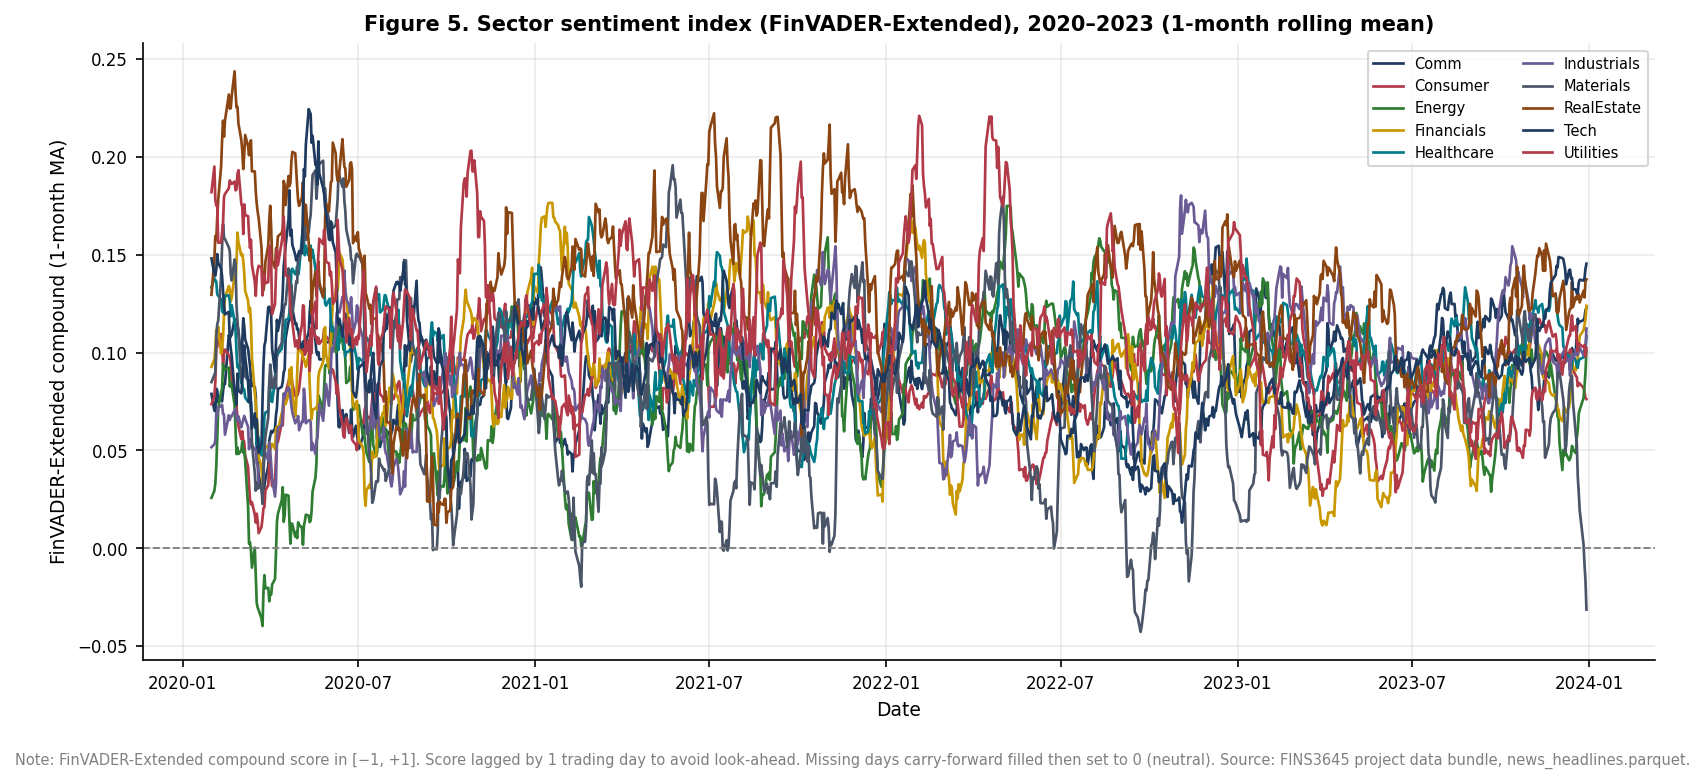 Figure 5. Sector sentiment index (FinVADER-Extended), 2020–2023 (1-month rolling mean)
FinVADER-Extended compound (1-month MA)
0.25
0.20
0.15
0.10
0.05
0.00
−0.05
Comm
Consumer
Energy
Financials
Healthcare
Industrials
Materials
RealEstate
Tech
Utilities
2020-01 2020-07 2021-01 2021-07 2022-01 2022-07 2023-01 2023-07 2024-01
Date
Note: FinVADER-Extended compound score in [−1, +1]. Score lagged by 1 trading day to avoid look-ahead. Missing days carry-forward filled then set to 0 (neutral). Source: FINS3645 project data bundle, news_headlines.parquet.